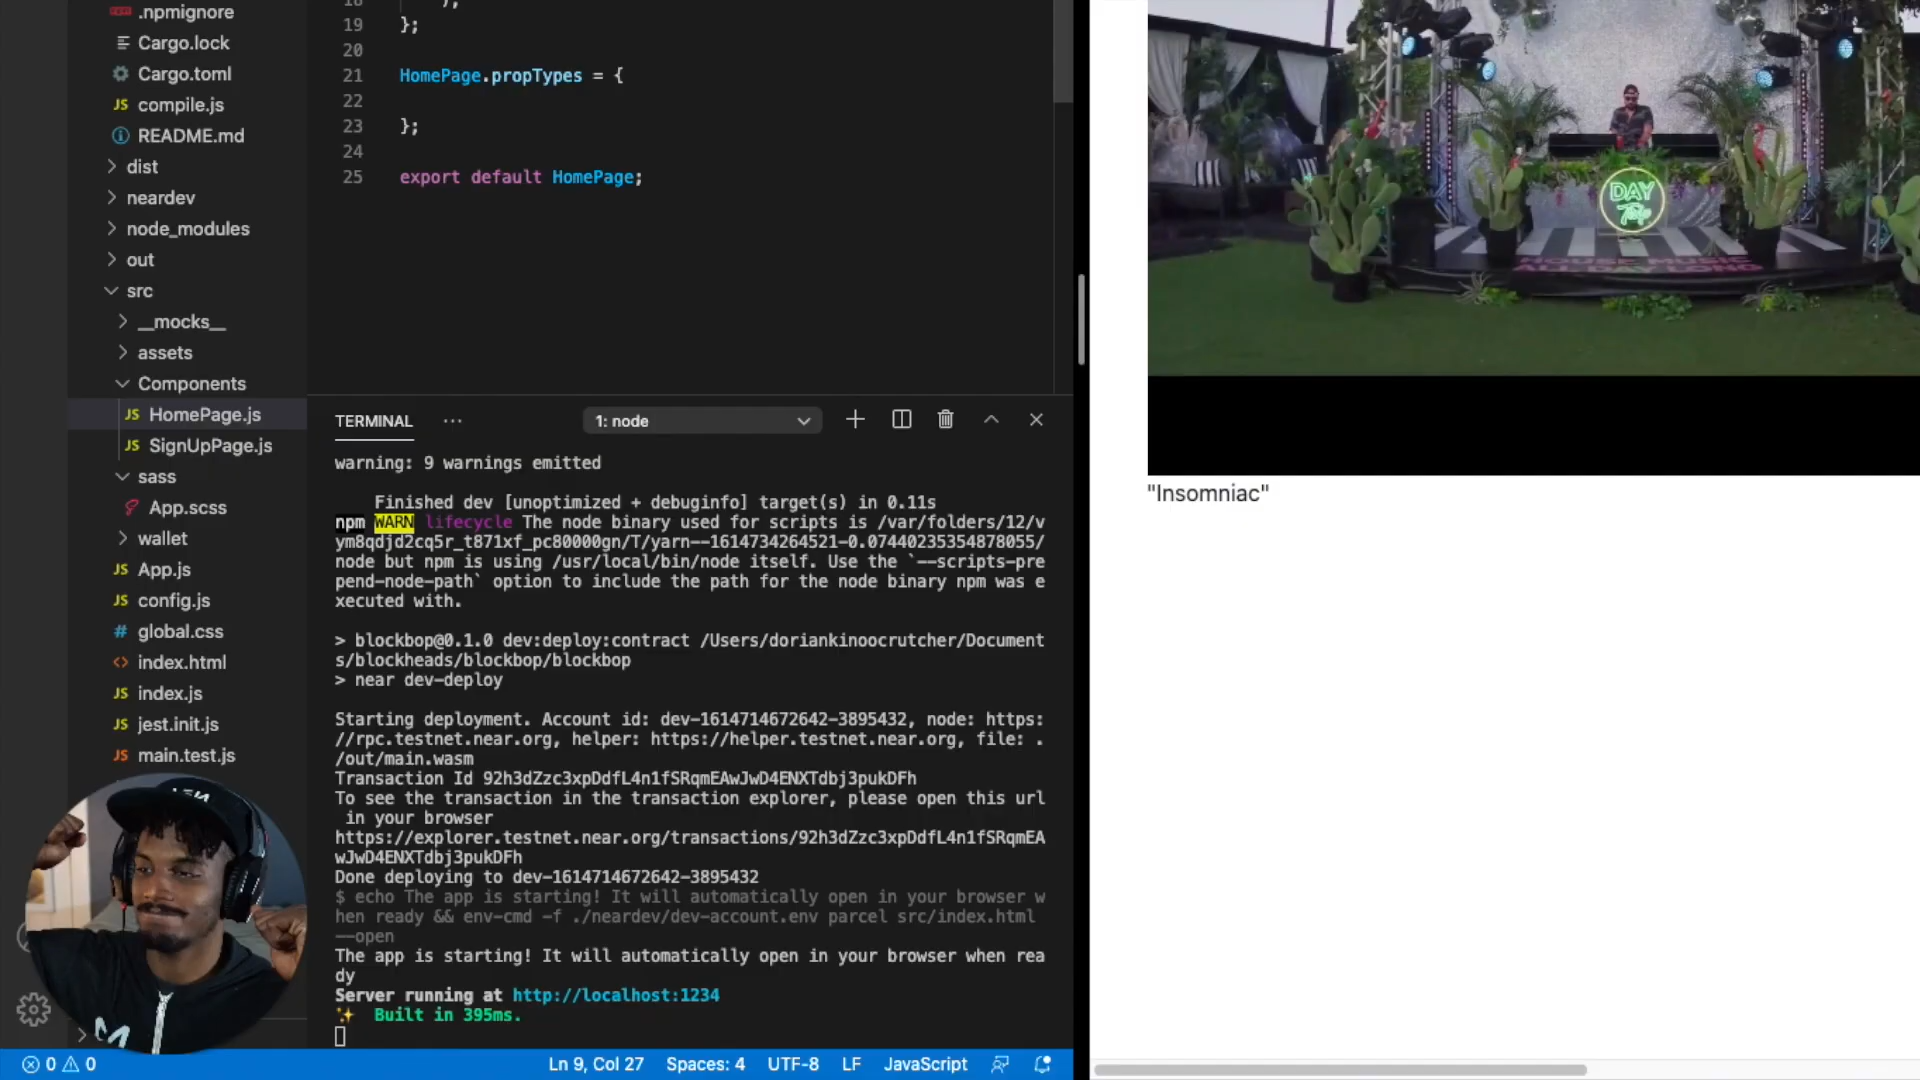 .npmignore
Cargo.lock
Cargo.toml
compile.js
README.md
dist
neardev
node_modules
out
src
__mocks__
assets
Components
HomePage.js
SignUpPage.js
sass
App.scss
wallet
App.js
config.js
global.css
index.html
index.js
jest.init.js
main.test.js
18 );
19 };
20
21 HomePage.propTypes = {
22
23 };
24
25 export default HomePage;
TERMINAL ··· 1: node
warning: 9 warnings emitted
Finished dev [unoptimized + debuginfo] target(s) in 0.11s
npm WARN lifecycle The node binary used for scripts is /var/folders/12/v
ym8qdjd2cq5r_t871xf_pc80000gn/T/yarn--1614734264521-0.07440235354878055/
node but npm is using /usr/local/bin/node itself. Use the `--scripts-pre
pend-node-path` option to include the path for the node binary npm was e
xecuted with.
> blockbop@0.1.0 dev:deploy:contract /Users/doriankinoocrutcher/Document
s/blockheads/blockbop/blockbop
> near dev-deploy
Starting deployment. Account id: dev-1614714672642-3895432, node: https:
//rpc.testnet.near.org, helper: https://helper.testnet.near.org, file: .
/out/main.wasm
Transaction Id 92h3dZzc3xpDdfL4n1fSRqmEAwJwD4ENXTdbj3pukDFh
To see the transaction in the transaction explorer, please open this url
in your browser
https://explorer.testnet.near.org/transactions/92h3dZzc3xpDdfL4n1fSRqmEA
wJwD4ENXTdbj3pukDFh
Done deploying to dev-1614714672642-3895432
$ echo The app is starting! It will automatically open in your browser w
hen ready && env-cmd -f ./neardev/dev-account.env parcel src/index.html
--open
The app is starting! It will automatically open in your browser when rea
dy
Server running at http://localhost:1234
✨ Built in 395ms.
0 0 Ln 9, Col 27 Spaces: 4 UTF-8 LF JavaScript
DAY
Trip
HOUSE MUSIC
ALL DAY LONG
"Insomniac"